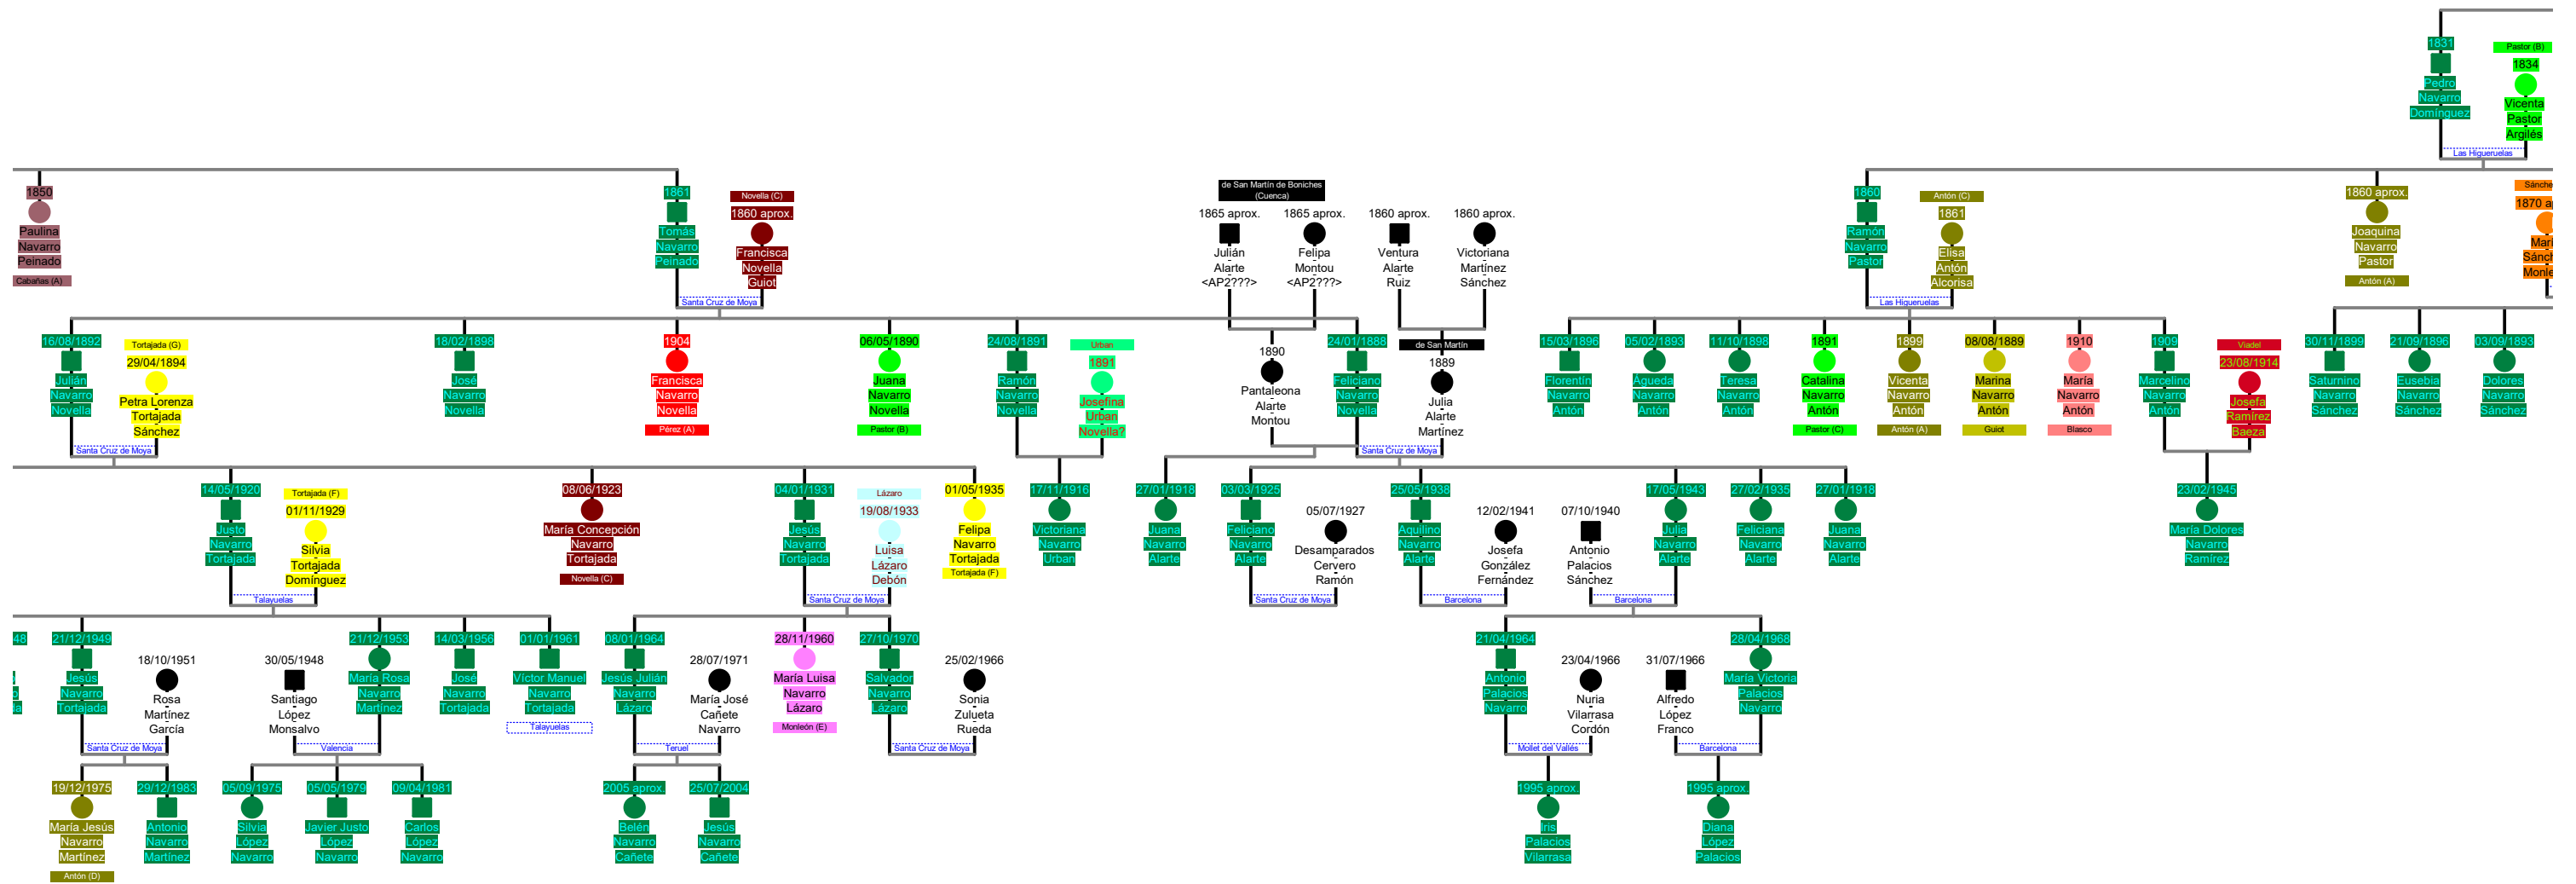 1831
Pedro
Navarro
Domínguez
Pastor (B)
1834
Vicenta
Pastor
Argilés
Las Higueruelas
1850
Paulina
Navarro
Peinado
Cabañas (A)
1861
Tomás
Navarro
Peinado
Novella (C)
1860 aprox.
Francisca
Novella
Guiot
Santa Cruz de Moya
de San Martín de Boniches
(Cuenca)
1865 aprox.
Julián
Alarte
<AP2???>
1865 aprox.
Felipa
Montou
<AP2???>
1860 aprox.
Ventura
Alarte
Ruiz
1860 aprox.
Victoriana
Martínez
Sánchez
1860
Ramón
Navarro
Pastor
Antón (C)
1861
Elisa
Antón
Alcorisa
Las Higueruelas
1860 aprox.
Joaquina
Navarro
Pastor
Antón (A)
16/08/1892
Julián
Navarro
Novella
Tortajada (G)
29/04/1894
Petra Lorenza
Tortajada
Sánchez
Santa Cruz de Moya
18/02/1898
José
Navarro
Novella
1904
Francisca
Navarro
Novella
Pérez (A)
06/05/1890
Juana
Navarro
Novella
Pastor (B)
24/08/1891
Ramón
Navarro
Novella
Urban
1891
Josefina
Urban
Novella?
1890
Pantaleona
Alarte
Montou
24/01/1888
Feliciano
Navarro
Novella
de San Martín
1889
Julia
Alarte
Martínez
Santa Cruz de Moya
15/03/1896
Florentín
Navarro
Antón
05/02/1893
Águeda
Navarro
Antón
11/10/1898
Teresa
Navarro
Antón
1891
Catalina
Navarro
Antón
Pastor (C)
1899
Vicenta
Navarro
Antón
Antón (A)
08/08/1889
Marina
Navarro
Antón
Guiot
1910
María
Navarro
Antón
Blasco
1909
Marcelino
Navarro
Antón
Viadel
23/08/1914
Josefa
Ramírez
Baeza
30/11/1899
Saturnino
Navarro
Sánchez
21/09/1896
Eusebia
Navarro
Sánchez
03/09/1893
Dolores
Navarro
Sánchez
14/05/1920
Justo
Navarro
Tortajada
Tortajada (F)
01/11/1929
Silvia
Tortajada
Domínguez
Talayuelas
08/06/1923
María Concepción
Navarro
Tortajada
Novella (C)
04/01/1931
Jesús
Navarro
Tortajada
Lázaro
19/08/1933
Luisa
Lázaro
Debón
Santa Cruz de Moya
01/05/1935
Felipa
Navarro
Tortajada
Tortajada (F)
17/11/1916
Victoriana
Navarro
Urban
27/01/1918
Juana
Navarro
Alarte
03/03/1925
Feliciano
Navarro
Alarte
05/07/1927
Desamparados
Cervero
Ramón
Santa Cruz de Moya
25/05/1938
Aquilino
Navarro
Alarte
12/02/1941
Josefa
González
Fernández
Barcelona
07/10/1940
Antonio
Palacios
Sánchez
17/05/1943
Julia
Navarro
Alarte
Barcelona
27/02/1935
Feliciana
Navarro
Alarte
27/01/1918
Juana
Navarro
Alarte
23/02/1945
María Dolores
Navarro
Ramírez
21/12/1949
Jesús
Navarro
Tortajada
18/10/1951
Rosa
Martínez
García
Santa Cruz de Moya
30/05/1948
Santiago
López
Monsalvo
21/12/1953
María Rosa
Navarro
Martínez
Valencia
14/03/1956
José
Navarro
Tortajada
01/01/1961
Víctor Manuel
Navarro
Tortajada
Talayuelas
08/01/1964
Jesús Julián
Navarro
Lázaro
28/07/1971
María José
Cañete
Navarro
Teruel
28/11/1960
María Luisa
Navarro
Lázaro
Monleón (E)
27/10/1970
Salvador
Navarro
Lázaro
25/02/1966
Sonia
Zulueta
Rueda
Santa Cruz de Moya
21/04/1964
Antonio
Palacios
Navarro
23/04/1966
Nuria
Vilarrasa
Cordón
Mollet del Vallés
31/07/1966
Alfredo
López
Franco
28/04/1968
María Victoria
Palacios
Navarro
Barcelona
19/12/1975
María Jesús
Navarro
Martínez
Antón (D)
29/12/1983
Antonio
Navarro
Martínez
05/09/1975
Silvia
López
Navarro
05/05/1979
Javier Justo
López
Navarro
09/04/1981
Carlos
López
Navarro
2005 aprox.
Belén
Navarro
Cañete
25/07/2004
Jesús
Navarro
Cañete
1995 aprox.
Iris
Palacios
Vilarrasa
1995 aprox.
Diana
López
Palacios